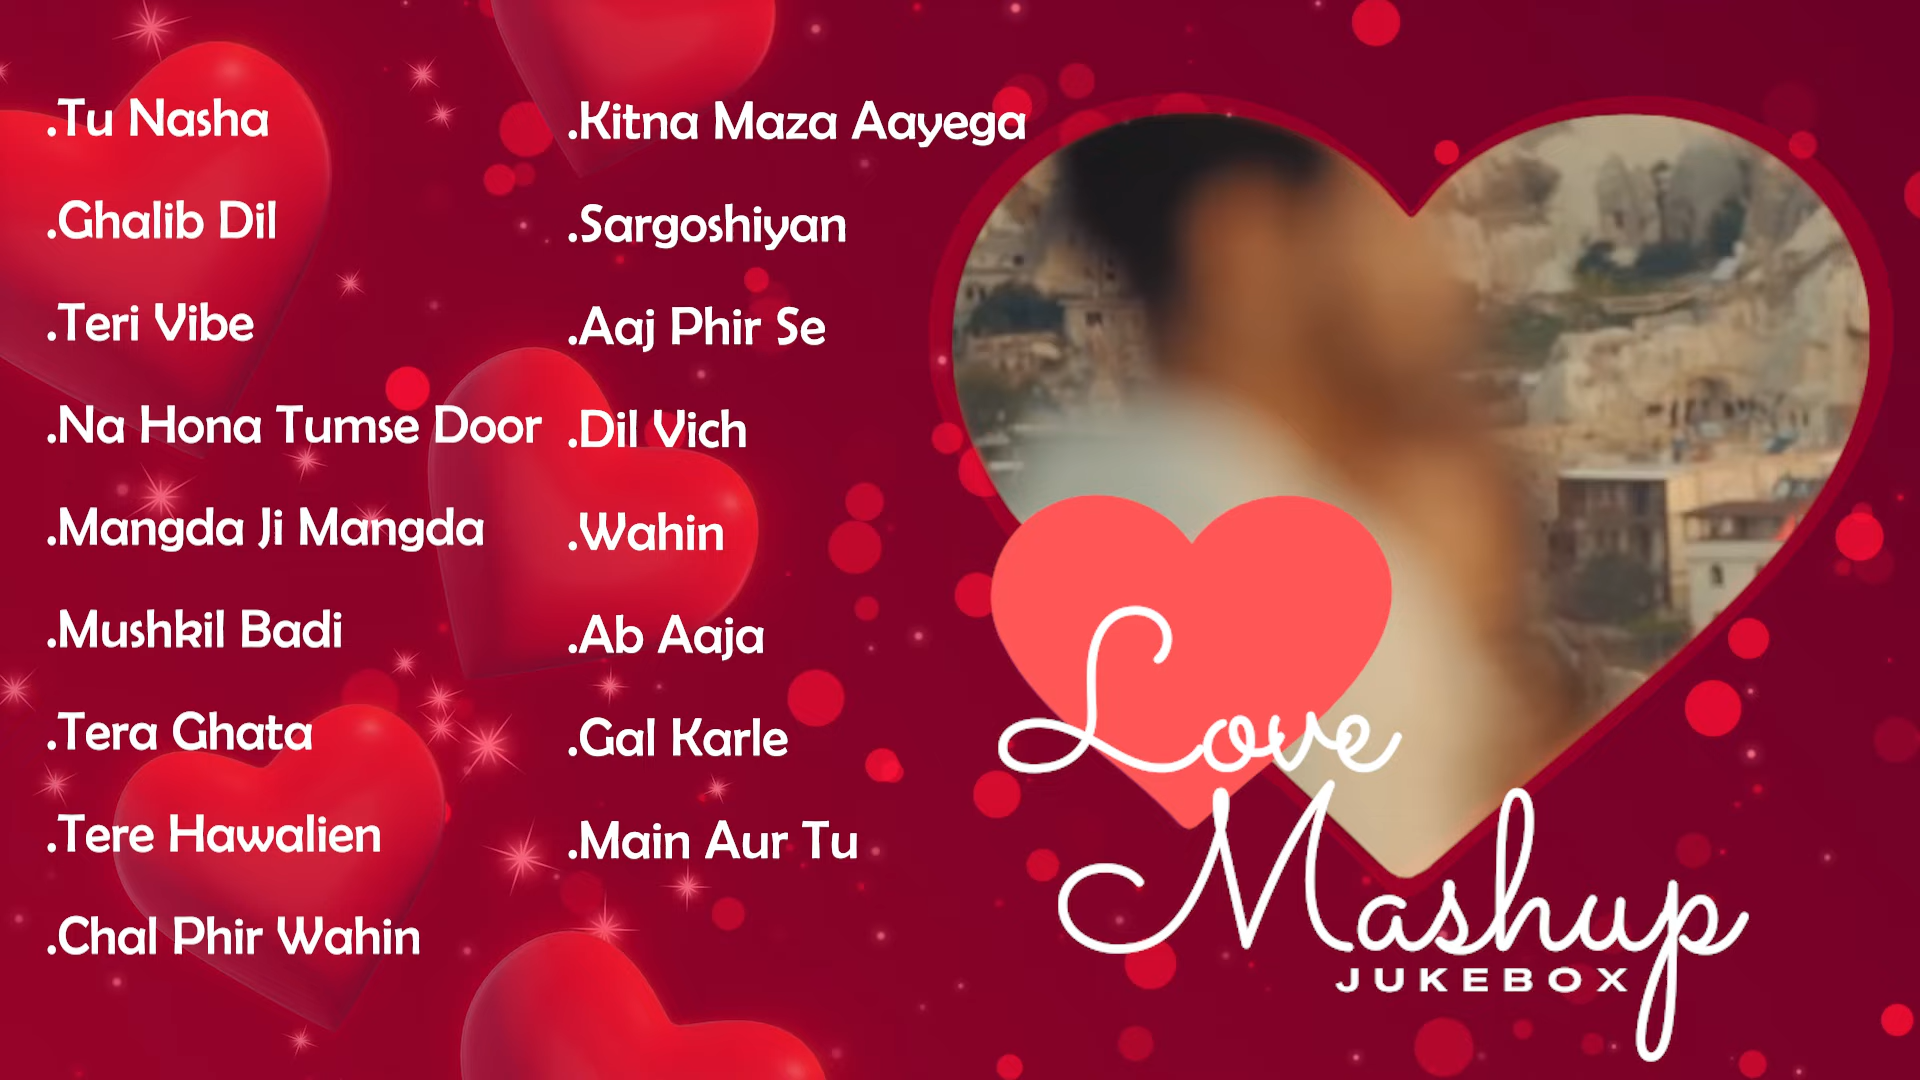 .Tu Nasha
.Ghalib Dil
.Teri Vibe
.Na Hona Tumse Door
.Mangda Ji Mangda
.Mushkil Badi
.Tera Ghata
.Tere Hawalien
.Chal Phir Wahin
.Kitna Maza Aayega
.Sargoshiyan
.Aaj Phir Se
.Dil Vich
.Wahin
.Ab Aaja
.Gal Karle
.Main Aur Tu
Love
Mashup
JUKEBOX